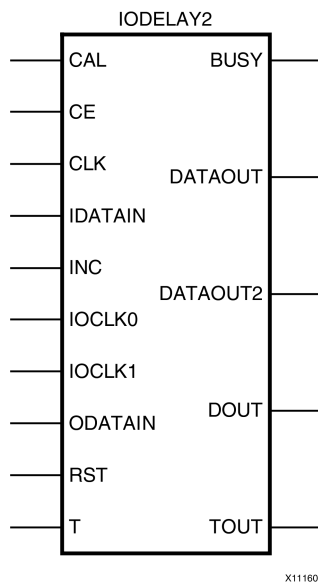 IODELAY2
CAL
CE
CLK
IDATAIN
INC
IOCLK0
IOCLK1
ODATAIN
RST
T
BUSY
DATAOUT
DATAOUT2
DOUT
TOUT
X11160